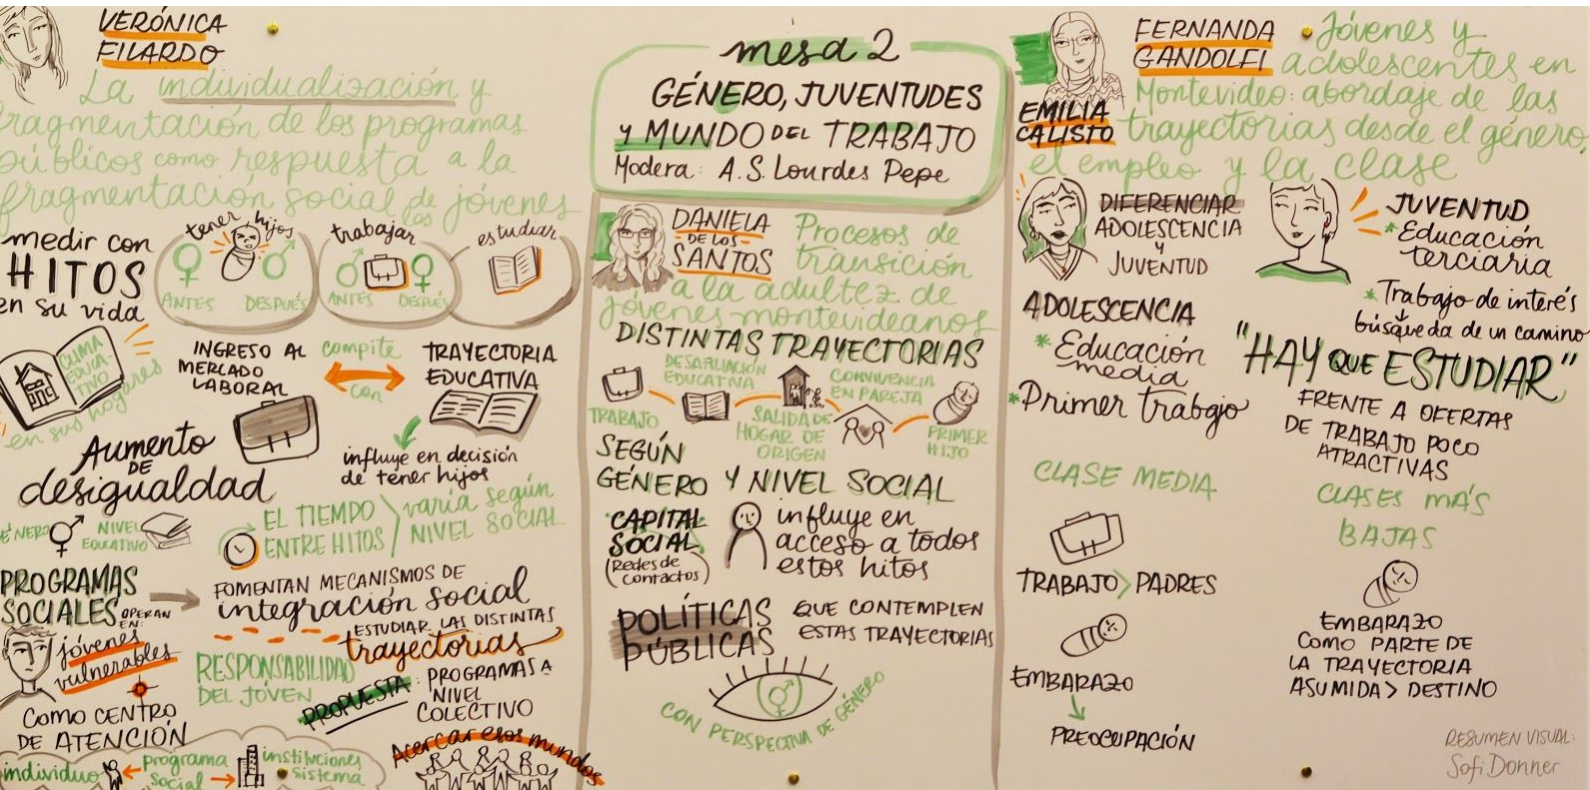 VERÓNICA
FILARDO
La individualización y
fragmentación de los programas
públicos como respuesta a la
fragmentación social de los jóvenes
medir con
HITOS
en su vida
tener hijos
ANTES DESPUÉS
trabajar
ANTES DESPUÉS
estudiar
CLIMA
EDUCA-
TIVO
en sus hogares
INGRESO AL
MERCADO
LABORAL
compite
con
TRAYECTORIA
EDUCATIVA
influye en decisión
de tener hijos
Aumento
DE
desigualdad
GÉNERO
NIVEL
EDUCATIVO
EL TIEMPO
ENTRE HITOS
varía según
NIVEL SOCIAL
PROGRAMAS
SOCIALES OPERAN
EN:
jóvenes
vulnerables
COMO CENTRO
DE ATENCIÓN
FOMENTAN MECANISMOS DE
integración social
ESTUDIAR LAS DISTINTAS
trayectorias
RESPONSABILIDAD
DEL JOVEN
PROPUESTA: PROGRAMAS A
NIVEL
COLECTIVO
individuo
programa
social
instituciones
sistema
Acercar esos mundos
mesa 2
GÉNERO, JUVENTUDES
Y MUNDO DEL TRABAJO
Modera: A.S. Lourdes Pepe
DANIELA
DE LOS
SANTOS
Procesos de
transición
a la adultez de
jóvenes montevideanos
DISTINTAS TRAYECTORIAS
TRABAJO
DESAFILIACIÓN
EDUCATIVA
SALIDA DE
HOGAR DE
ORIGEN
CONVIVENCIA
EN PAREJA
PRIMER
HIJO
SEGÚN
GÉNERO Y NIVEL SOCIAL
CAPITAL
SOCIAL
(Redes de
contactos)
influye en
acceso a todos
estos hitos
POLÍTICAS
PÚBLICAS
QUE CONTEMPLEN
ESTAS TRAYECTORIAS
CON PERSPECTIVA DE GÉNERO
FERNANDA
GANDOLFI
EMILIA
CALISTO
Jóvenes y
adolescentes en
Montevideo: abordaje de las
trayectorias desde el género,
el empleo y la clase
DIFERENCIAR
ADOLESCENCIA
Y
JUVENTUD
ADOLESCENCIA
* Educación
media
* Primer trabajo
JUVENTUD
* Educación
terciaria
* Trabajo de interés
búsqueda de un camino
"HAY QUE ESTUDIAR"
FRENTE A OFERTAS
DE TRABAJO POCO
ATRACTIVAS
CLASE MEDIA
TRABAJO > PADRES
EMBARAZO
PREOCUPACIÓN
CLASES MÁS
BAJAS
EMBARAZO
COMO PARTE DE
LA TRAYECTORIA
ASUMIDA > DESTINO
RESUMEN VISUAL:
Sofi Donner